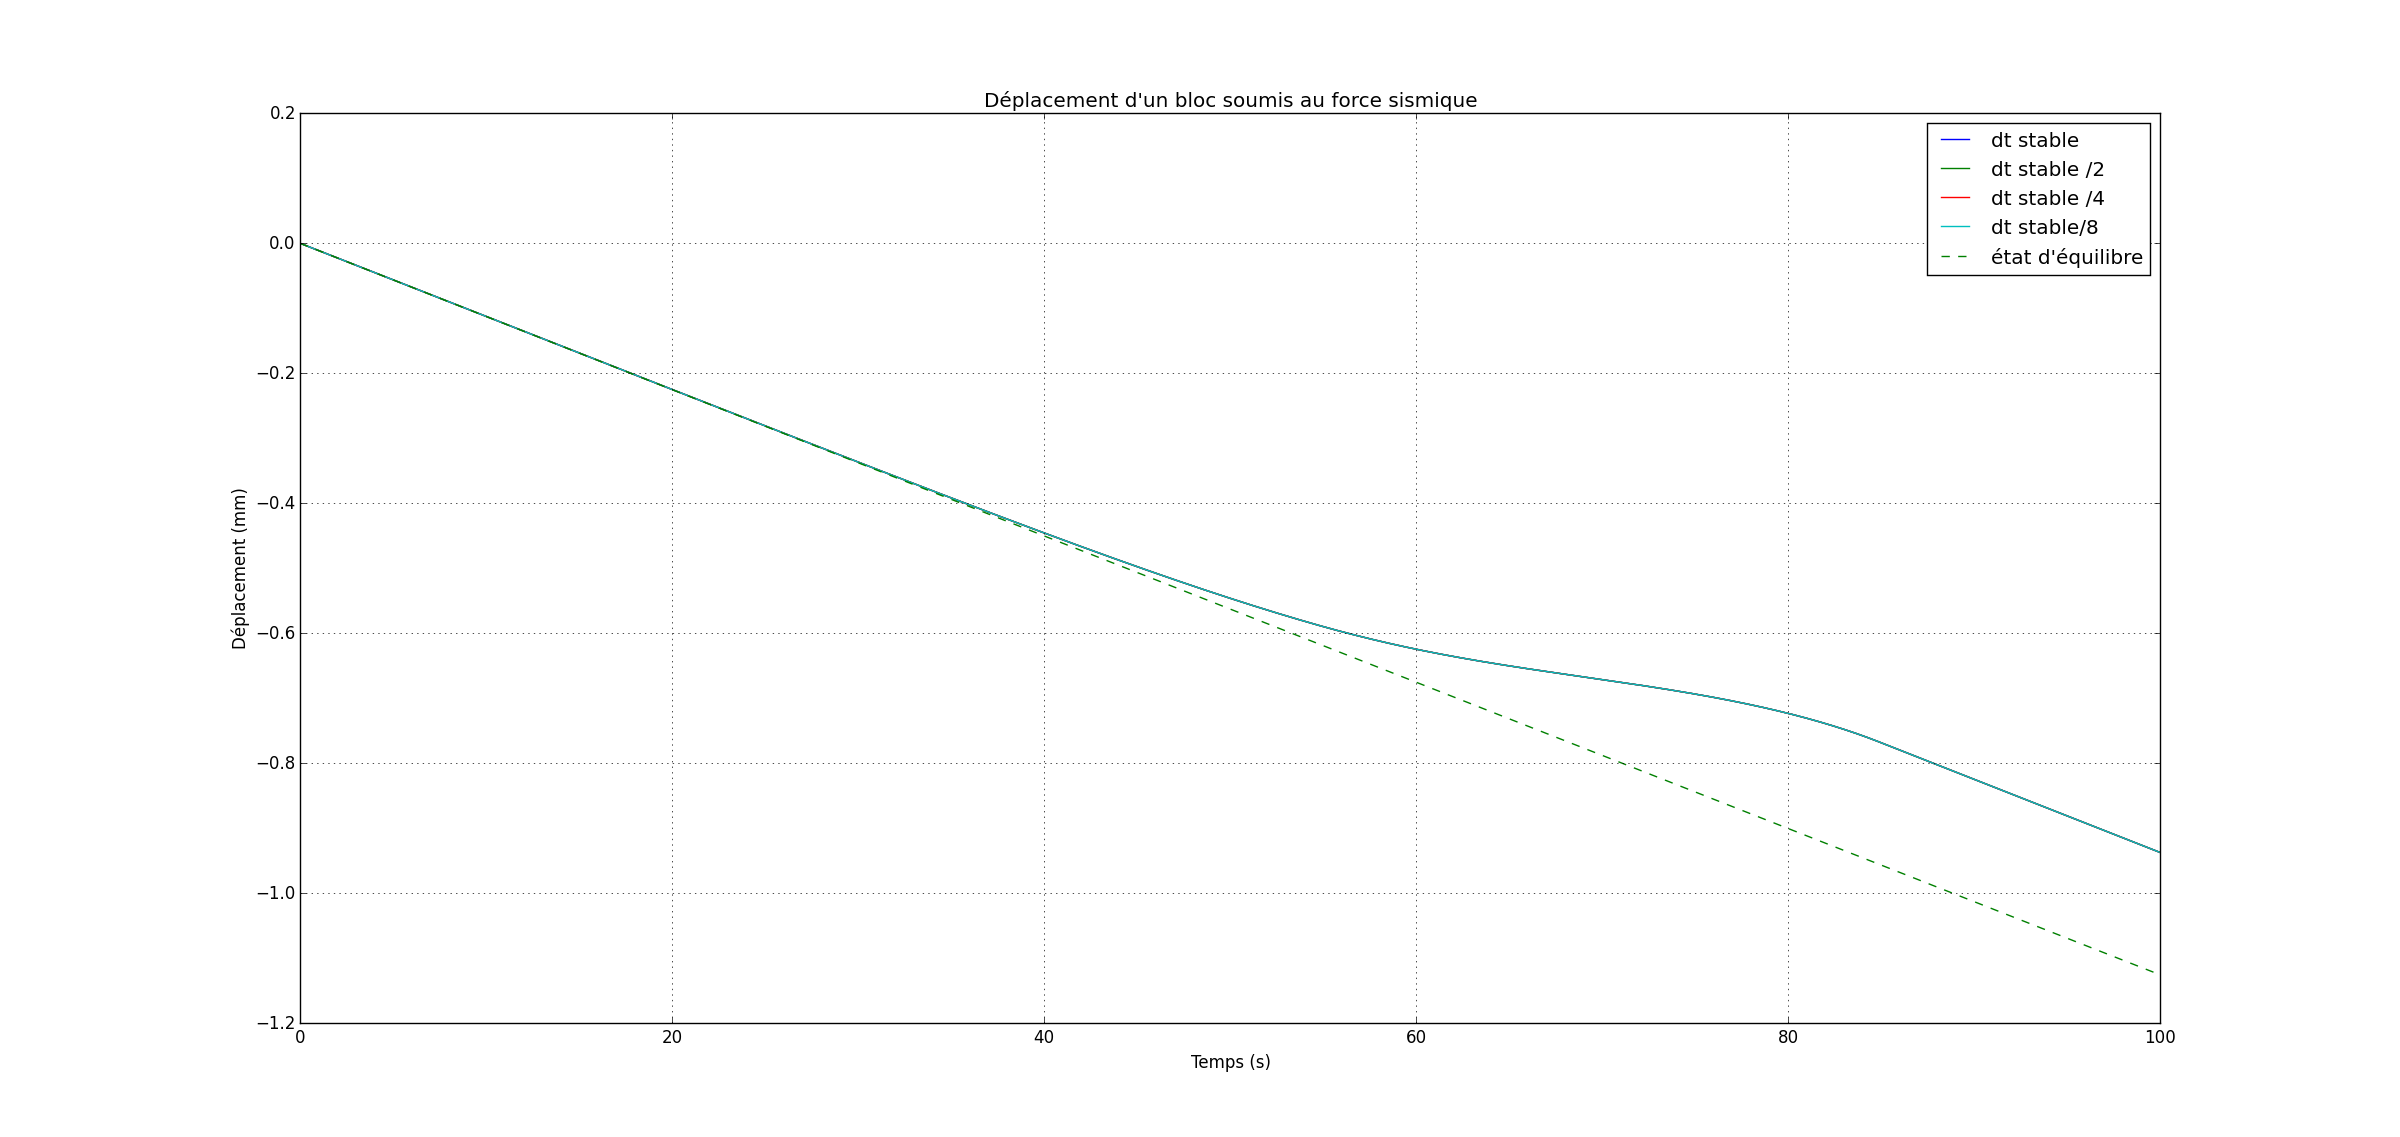 Déplacement d'un bloc soumis au force sismique
0.2
0.0
−0.2
−0.4
−0.6
−0.8
−1.0
−1.2
Déplacement (mm)
dt stable
dt stable /2
dt stable /4
dt stable/8
état d'équilibre
0
20
40
60
80
100
Temps (s)